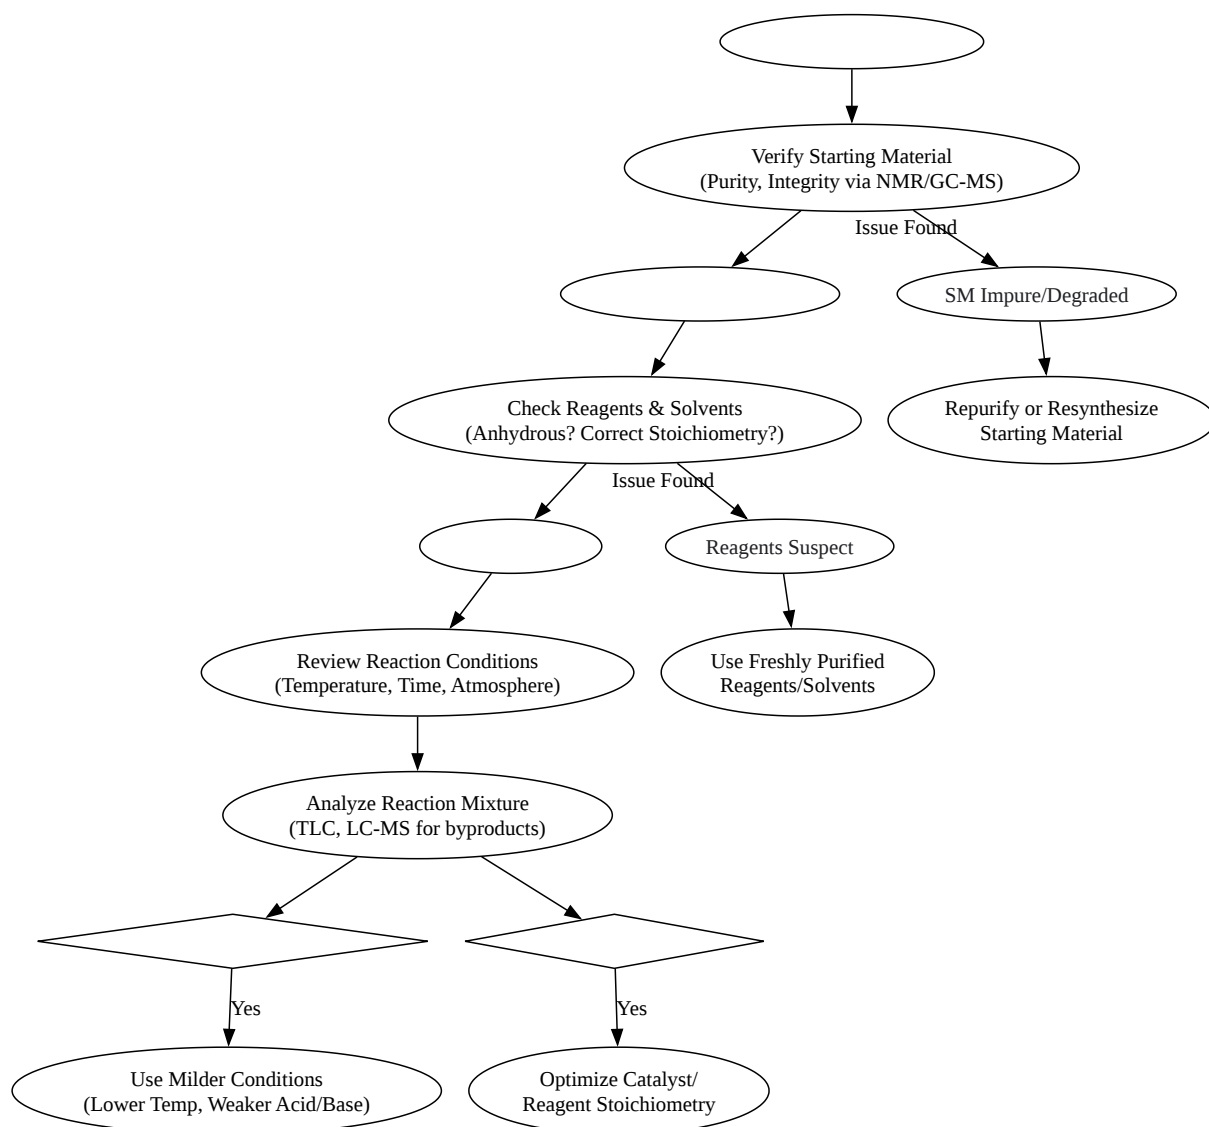 Verify Starting Material
(Purity, Integrity via NMR/GC-MS)
Issue Found
SM Impure/Degraded
Check Reagents & Solvents
(Anhydrous? Correct Stoichiometry?)
Repurify or Resynthesize
Starting Material
Issue Found
Reagents Suspect
Review Reaction Conditions
(Temperature, Time, Atmosphere)
Use Freshly Purified
Reagents/Solvents
Analyze Reaction Mixture
(TLC, LC-MS for byproducts)
Yes
Yes
Use Milder Conditions
(Lower Temp, Weaker Acid/Base)
Optimize Catalyst/
Reagent Stoichiometry